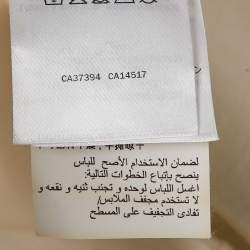 CA37394 CA14517
لضمان الاستخدام الأصح للباس
ينصح بإتباع الخطوات التالية:
اغسل اللباس لوحده و تجنب ثنيه و نقعه و
لا تستخدم مجفف الملابس/
تفادى التجفيف على المسطح